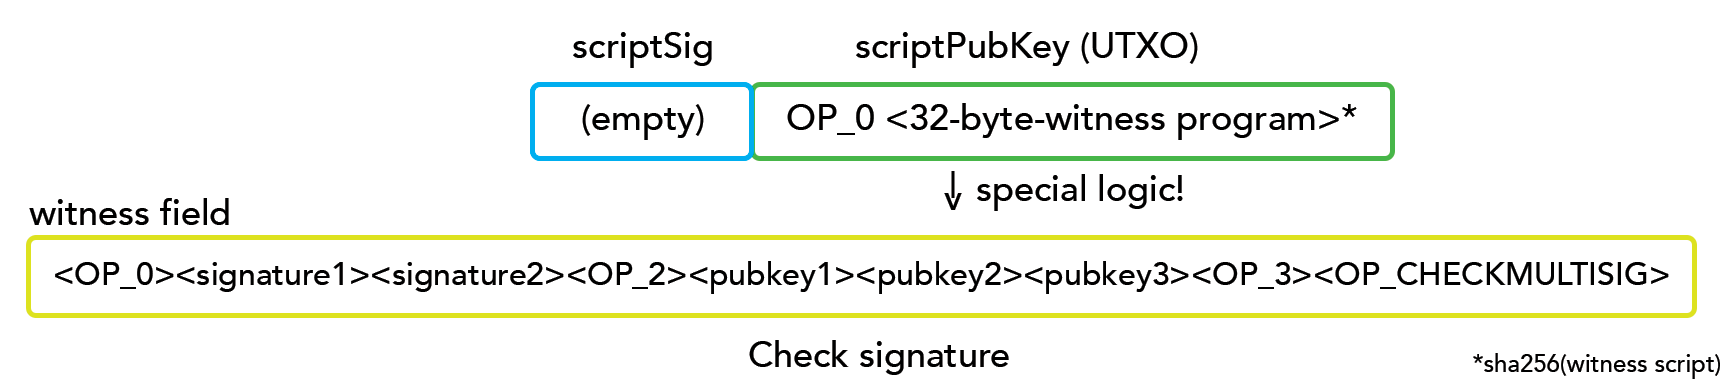 scriptSig scriptPubKey (UTXO)
(empty) OP_0 <32-byte-witness program>*
special logic!
witness field
<OP_0><signature1><signature2><OP_2><pubkey1><pubkey2><pubkey3><OP_3><OP_CHECKMULTISIG>
Check signature
*sha256(witness script)